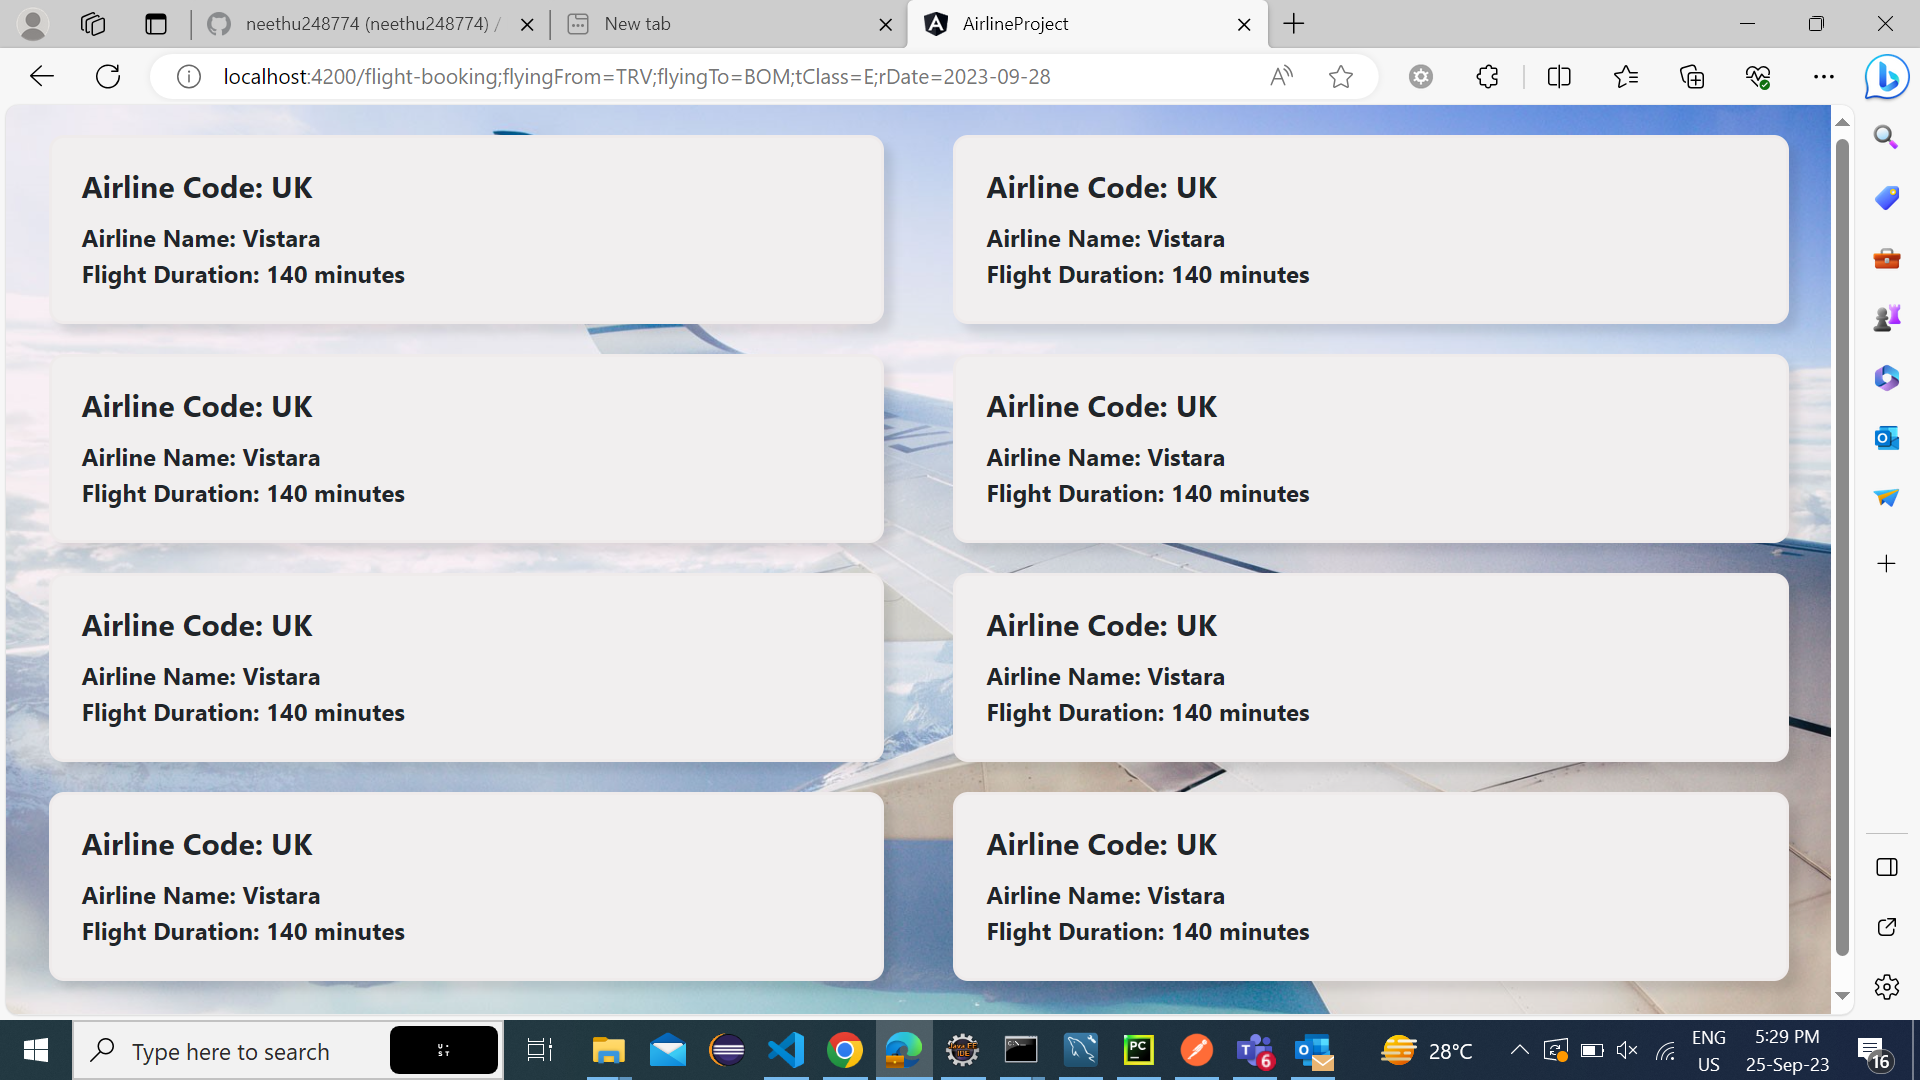 neethu248774 (neethu248774) /
New tab
AirlineProject
localhost:4200/flight-booking;flyingFrom=TRV;flyingTo=BOM;tClass=E;rDate=2023-09-28
Airline Code: UK
Airline Name: Vistara
Flight Duration: 140 minutes
Airline Code: UK
Airline Name: Vistara
Flight Duration: 140 minutes
Airline Code: UK
Airline Name: Vistara
Flight Duration: 140 minutes
Airline Code: UK
Airline Name: Vistara
Flight Duration: 140 minutes
Airline Code: UK
Airline Name: Vistara
Flight Duration: 140 minutes
Airline Code: UK
Airline Name: Vistara
Flight Duration: 140 minutes
Airline Code: UK
Airline Name: Vistara
Flight Duration: 140 minutes
Airline Code: UK
Airline Name: Vistara
Flight Duration: 140 minutes
Type here to search
U
S T
PC
6
28°C
ENG
US
5:29 PM
25-Sep-23
16